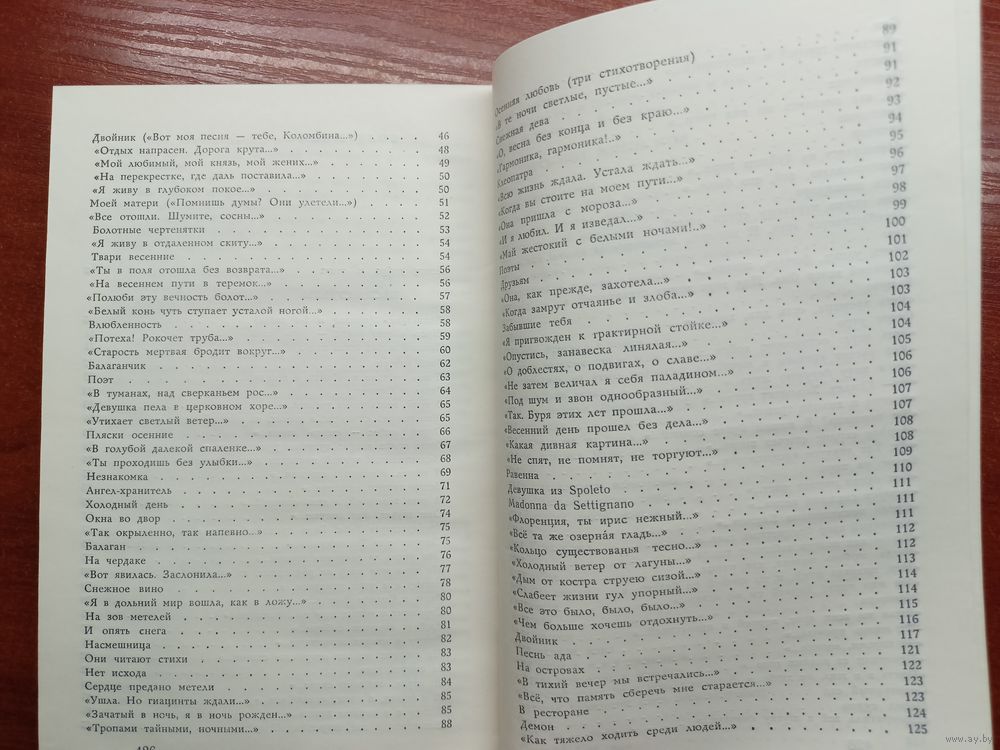 Двойник («Вот моя песня — тебе, Коломбина...») . . . . . 46
«Отдых напрасен. Дорога крута...» . . . . . 48
«Мой любимый, мой князь, мой жених...» . . . . . 49
«На перекрестке, где даль поставила...» . . . . . 50
«Я живу в глубоком покое...» . . . . . 50
Моей матери («Помнишь думы? Они улетели...») . . . . . 51
«Все отошли. Шумите, сосны...» . . . . . 52
Болотные чертенятки . . . . . 53
«Я живу в отдаленном скиту...» . . . . . 54
Твари весенние . . . . . 54
«Ты в поля отошла без возврата...» . . . . . 56
«На весеннем пути в теремок...» . . . . . 56
«Полюби эту вечность болот...» . . . . . 57
«Белый конь чуть ступает усталой ногой...» . . . . . 58
Влюбленность . . . . . 58
«Потеха! Рокочет труба...» . . . . . 59
«Старость мертвая бродит вокруг...» . . . . . 60
Балаганчик . . . . . 62
Поэт . . . . . 63
«В туманах, над сверканьем рос...» . . . . . 64
«Девушка пела в церковном хоре...» . . . . . 65
«Утихает светлый ветер...» . . . . . 65
Пляски осенние . . . . . 66
«В голубой далекой спаленке...» . . . . . 67
«Ты проходишь без улыбки...» . . . . . 68
Незнакомка . . . . . 69
Ангел-хранитель . . . . . 71
Холодный день . . . . . 72
Окна во двор . . . . . 74
«Так окрыленно, так напевно...» . . . . . 75
Балаган . . . . . 75
На чердаке . . . . . 76
«Вот явилась. Заслонила...» . . . . . 77
Снежное вино . . . . . 78
«Я в дольний мир вошла, как в ложу...» . . . . . 80
На зов метелей . . . . . 80
И опять снега . . . . . 81
Насмешница . . . . . 82
Они читают стихи . . . . . 83
Нет исхода . . . . . 83
Сердце предано метели . . . . . 84
«Ушла. Но гиацинты ждали...» . . . . . 85
«Зачатый в ночь, я в ночь рожден...» . . . . . 85
«Тропами тайными, ночными...» . . . . . 88
Осенняя любовь (три стихотворения) . . . . . 89
«В те ночи светлые, пустые...» . . . . . 91
Снежная дева . . . . . 91
«О, весна без конца и без краю...» . . . . . 92
«Гармоника, гармоника!..» . . . . . 93
Клеопатра . . . . . 94
«Всю жизнь ждала. Устала ждать...» . . . . . 95
«Когда вы стоите на моем пути...» . . . . . 96
«Она пришла с мороза...» . . . . . 97
«И я любил. И я изведал...» . . . . . 98
«Май жестокий с белыми ночами!..» . . . . . 99
Поэты . . . . . 100
Друзьям . . . . . 101
«Она, как прежде, захотела...» . . . . . 102
«Когда замрут отчаянье и злоба...» . . . . . 103
Забывшие тебя . . . . . 103
«Я пригвожден к трактирной стойке...» . . . . . 104
«Опустись, занавеска линялая...» . . . . . 104
«О доблестях, о подвигах, о славе...» . . . . . 105
«Не затем величал я себя паладином...» . . . . . 106
«Под шум и звон однообразный...» . . . . . 106
«Так. Буря этих лет прошла...» . . . . . 107
«Весенний день прошел без дела...» . . . . . 107
«Какая дивная картина...» . . . . . 108
«Не спят, не помнят, не торгуют...» . . . . . 108
Равенна . . . . . 109
Девушка из Spoleto . . . . . 110
Madonna da Settignano . . . . . 111
«Флоренция, ты ирис нежный...» . . . . . 111
«Всё та же озерная гладь...» . . . . . 111
«Кольцо существованья тесно...» . . . . . 112
«Холодный ветер от лагуны...» . . . . . 112
«Дым от костра струею сизой...» . . . . . 113
«Слабеет жизни гул упорный...» . . . . . 114
«Все это было, было, было...» . . . . . 114
«Чем больше хочешь отдохнуть...» . . . . . 115
Двойник . . . . . 116
Песнь ада . . . . . 117
На островах . . . . . 121
«В тихий вечер мы встречались...» . . . . . 122
«Всё, что память сберечь мне старается...» . . . . . 123
В ресторане . . . . . 123
Демон . . . . . 124
«Как тяжело ходить среди людей...» . . . . . 125
www.ay.by